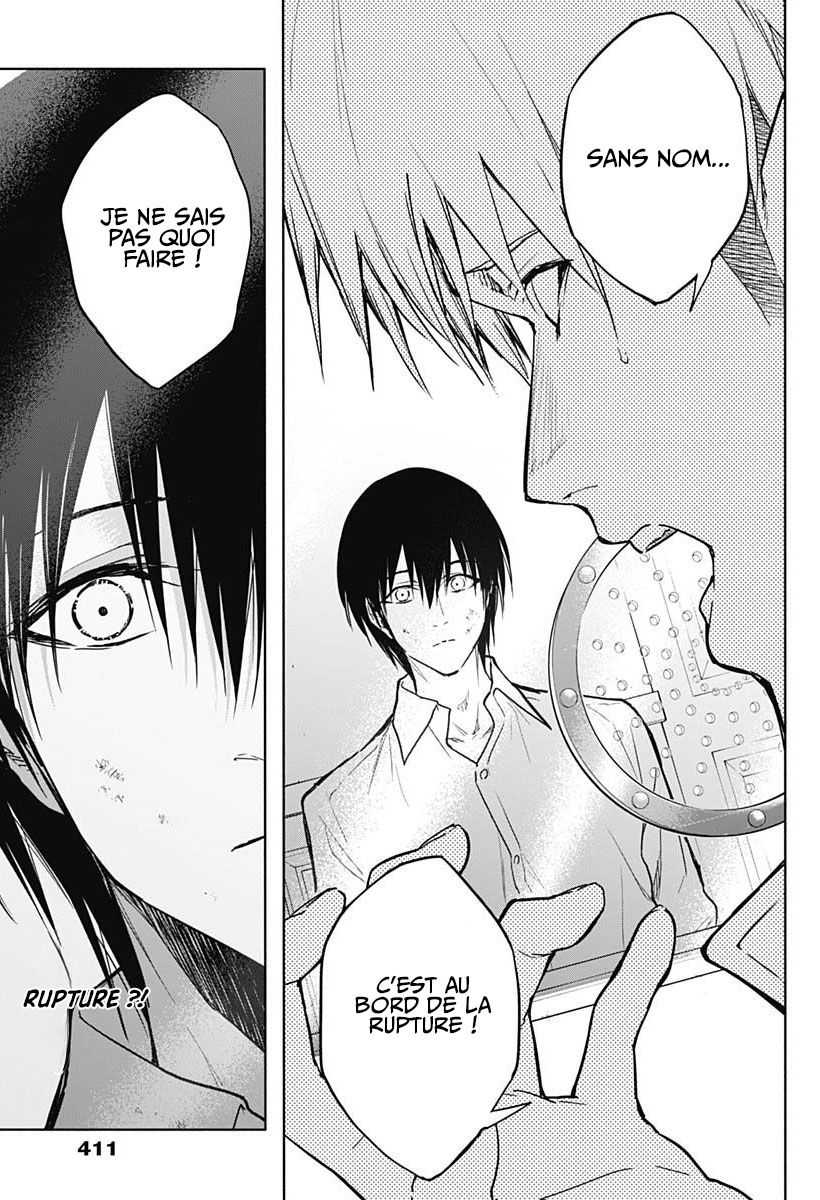 SANS NOM...
C'EST AU
BORD DE LA
RUPTURE !
JE NE SAIS
PAS QUOI
FAIRE !
RUPTURE ?!
411